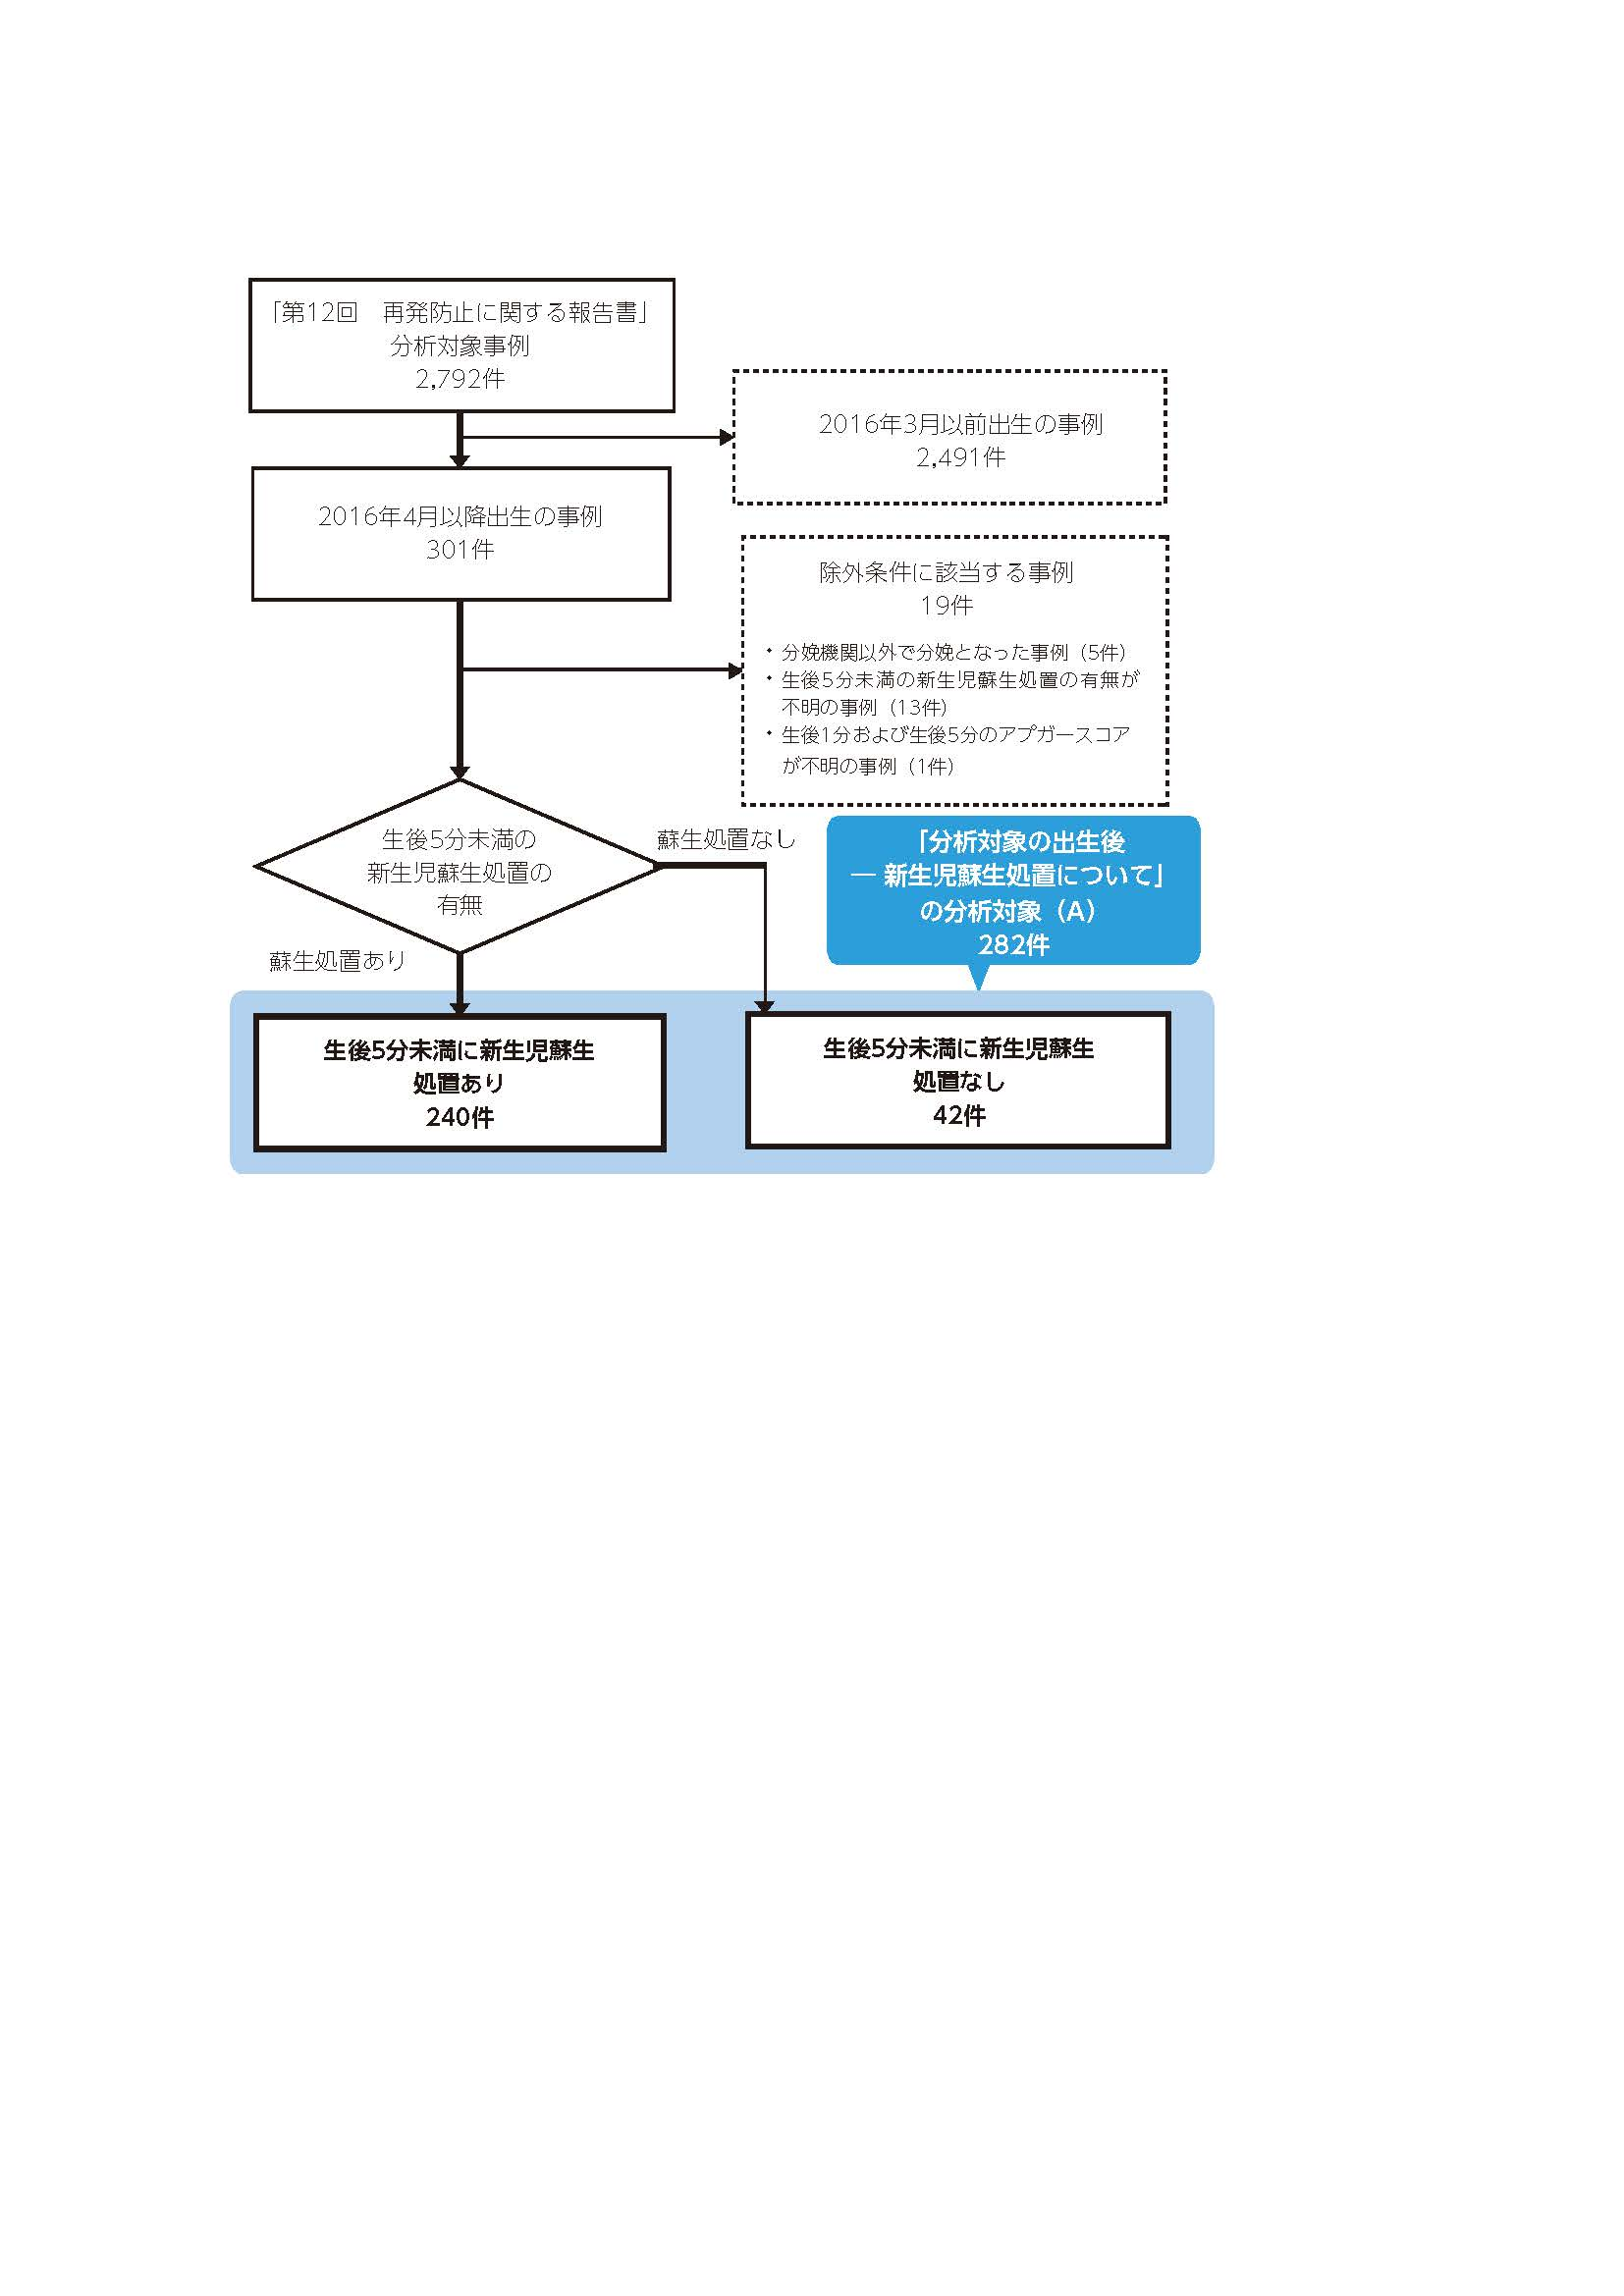 「第12回　再発防止に関する報告書」
分析対象事例
2,792件
2016年3月以前出生の事例
2,491件
2016年4月以降出生の事例
301件
除外条件に該当する事例
19件
・分娩機関以外で分娩となった事例（5件）
・生後5分未満の新生児蘇生処置の有無が
不明の事例（13件）
・生後1分および生後5分のアプガースコア
が不明の事例（1件）
生後5分未満の
新生児蘇生処置の
有無
蘇生処置なし
蘇生処置あり
「分析対象の出生後
― 新生児蘇生処置について」
の分析対象（A）
282件
生後5分未満に新生児蘇生
処置あり
240件
生後5分未満に新生児蘇生
処置なし
42件